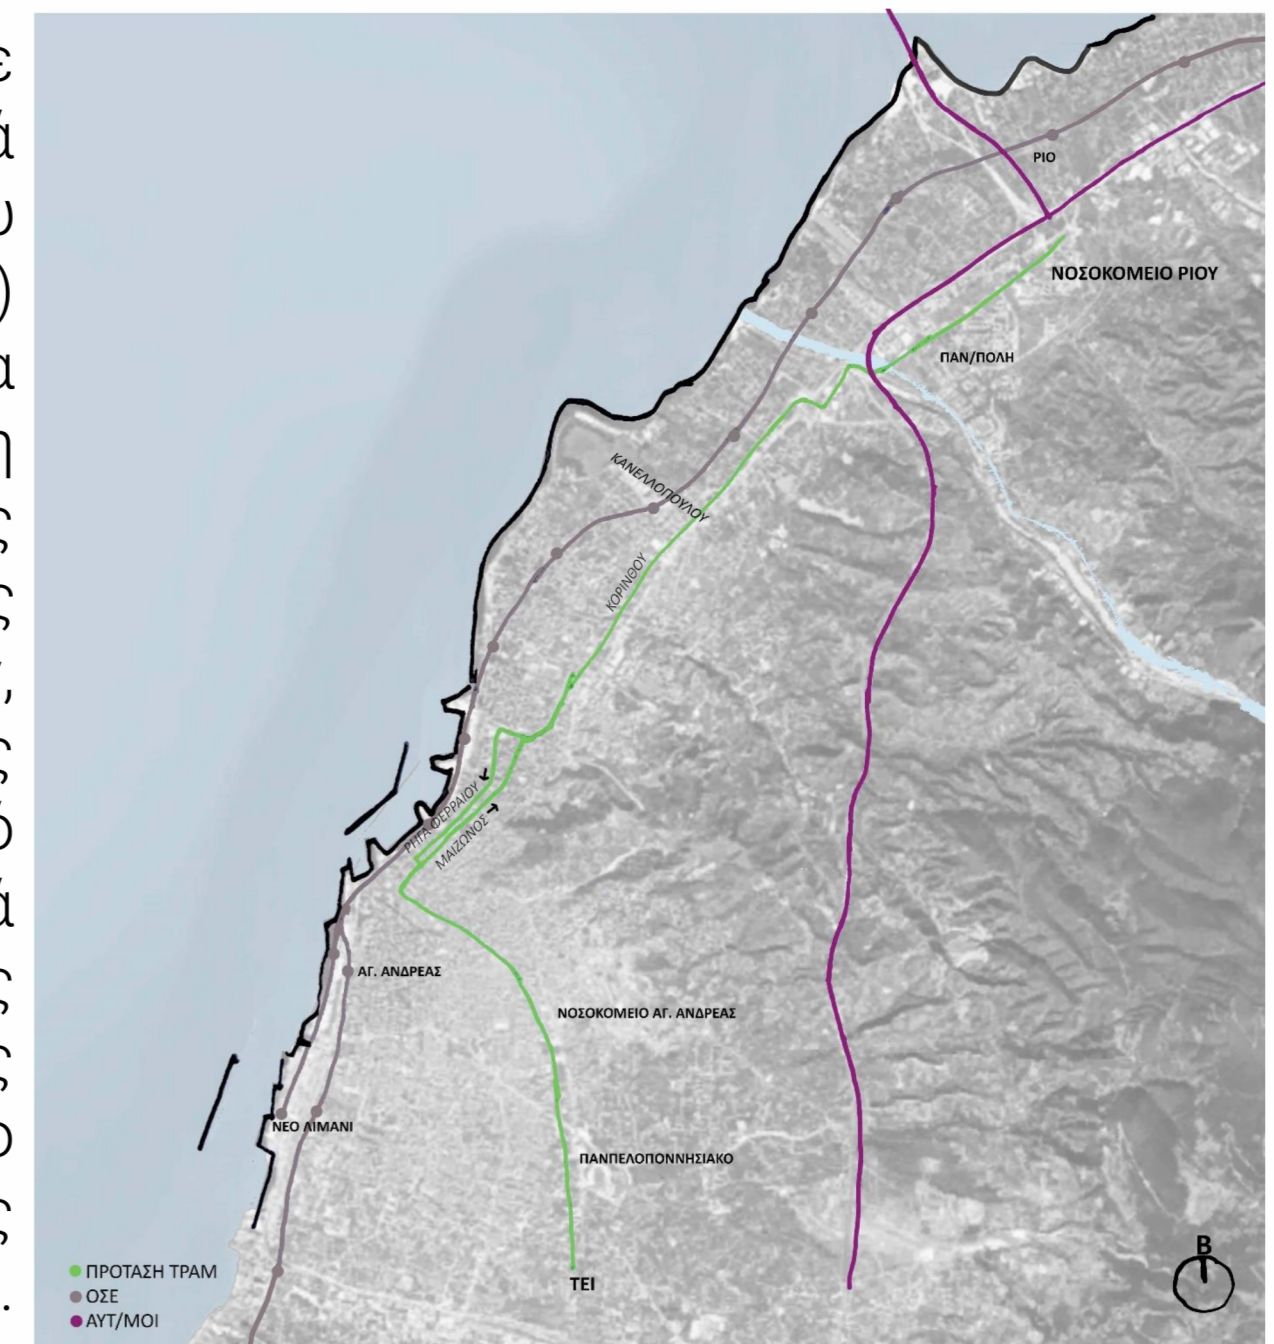 ε
ά
υ
)
α
η
ς
ς
,
ς
ό
ά
ς
ς
ο
ς
.
ΡΙΟ
ΝΟΣΟΚΟΜΕΙΟ ΡΙΟΥ
ΠΑΝ/ΠΟΛΗ
ΚΑΝΕΛΛΟΠΟΥΛΟΥ
ΚΟΡΙΝΘΟΥ
ΡΗΓΑ ΦΕΡΡΑΙΟΥ
ΜΑΙΖΩΝΟΣ
ΑΓ. ΑΝΔΡΕΑΣ
ΝΟΣΟΚΟΜΕΙΟ ΑΓ. ΑΝΔΡΕΑΣ
ΝΕΟ ΛΙΜΑΝΙ
ΠΑΝΠΕΛΟΠΟΝΝΗΣΙΑΚΟ
ΤΕΙ
Β
ΠΡΟΤΑΣΗ ΤΡΑΜ
ΟΣΕ
ΑΥΤ/ΜΟΙ